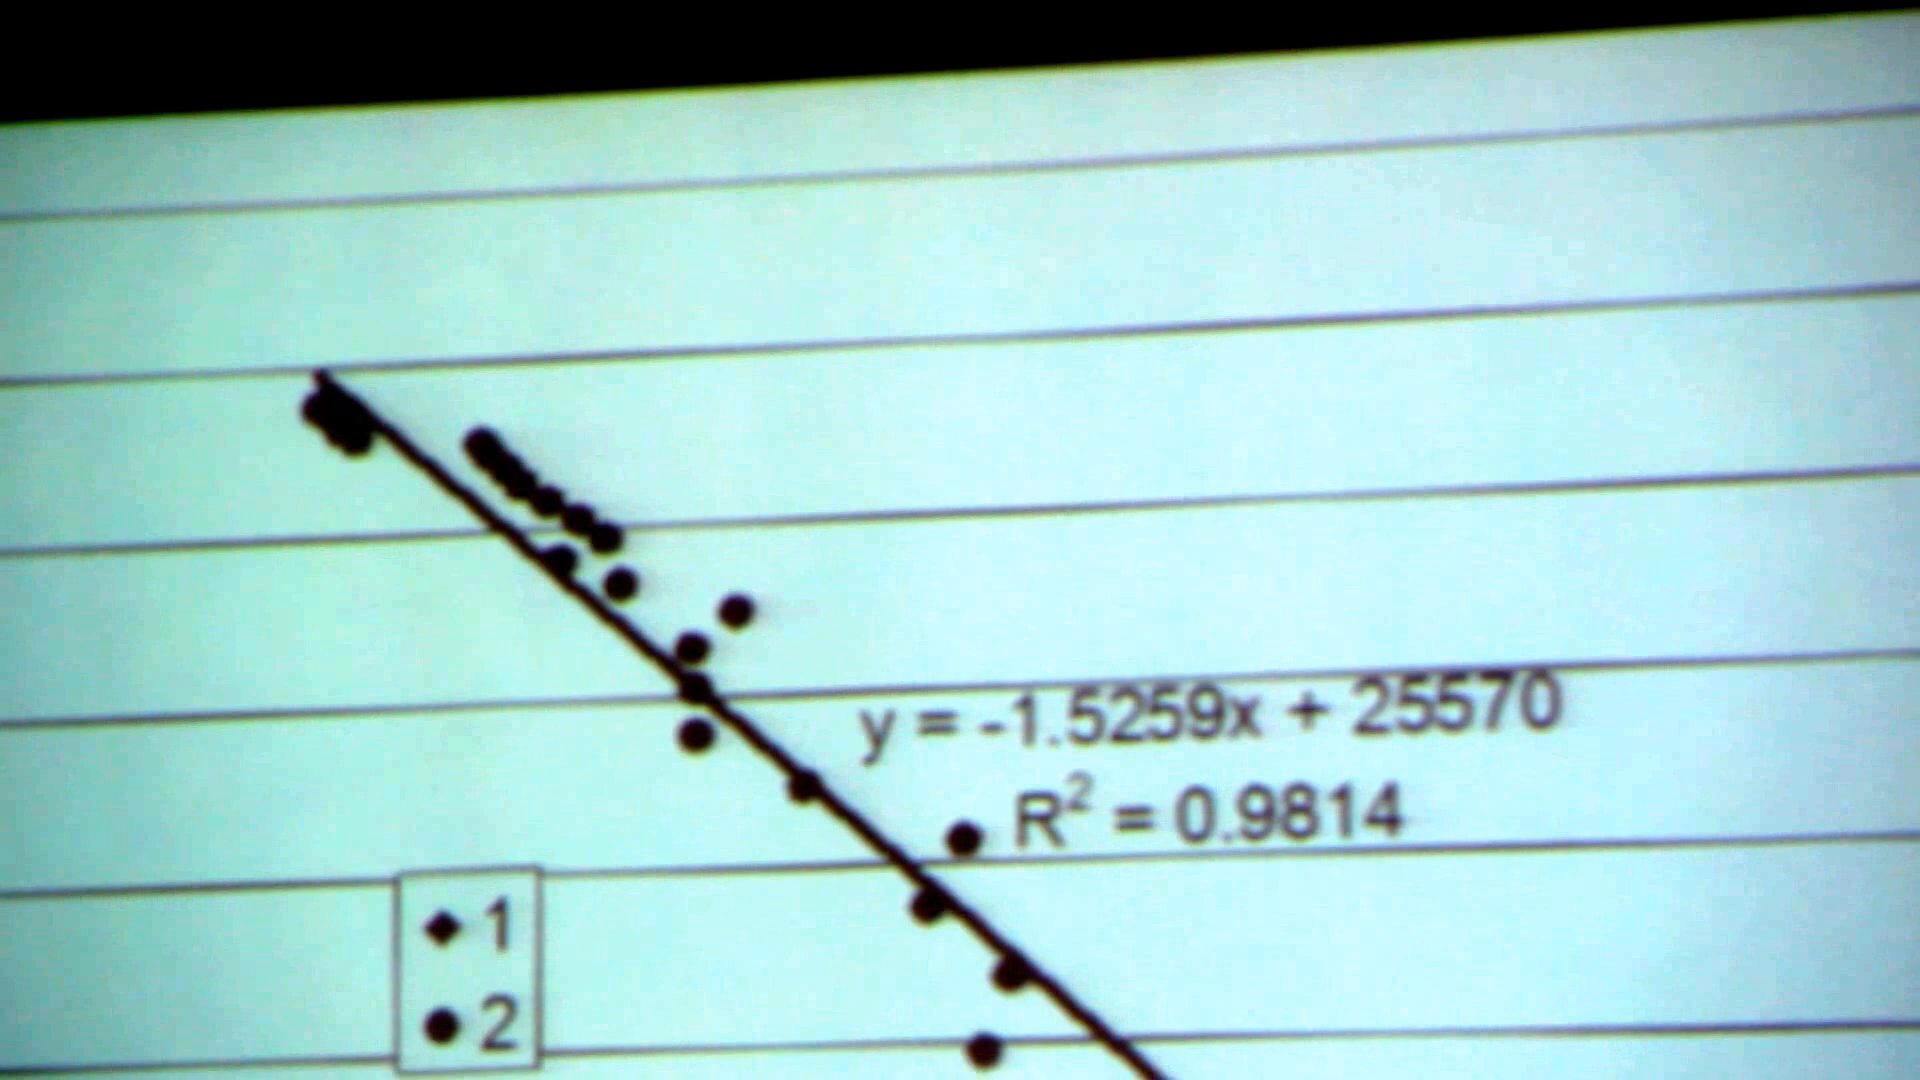 y = -1.5259x + 25570
R² = 0.9814
1
2